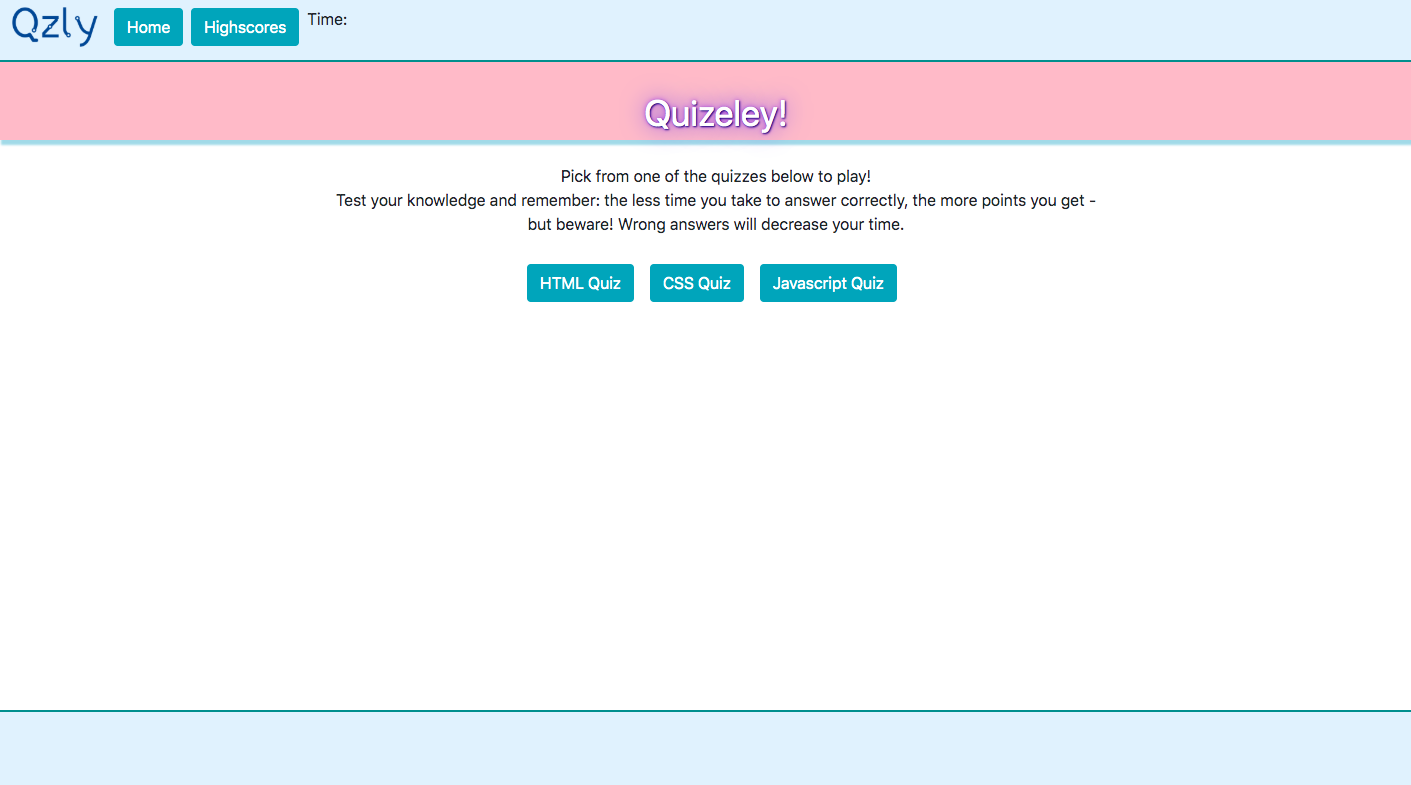 Qzly Home Highscores Time:
Quizeley!
Pick from one of the quizzes below to play!
Test your knowledge and remember: the less time you take to answer correctly, the more points you get -
but beware! Wrong answers will decrease your time.
HTML Quiz CSS Quiz Javascript Quiz